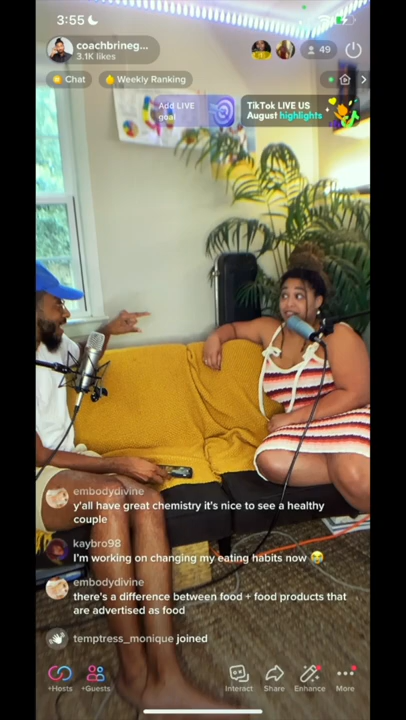 3:55
coachbrineg...
3.1K likes
49
Chat
Weekly Ranking
Add LIVE
goal
TikTok LIVE US
August highlights
embodydivine
y'all have great chemistry it's nice to see a healthy
couple
kaybro98
I'm working on changing my eating habits now 😭
embodydivine
there's a difference between food + food products that
are advertised as food
temptress_monique joined
+Hosts
+Guests
Interact
Share
Enhance
More